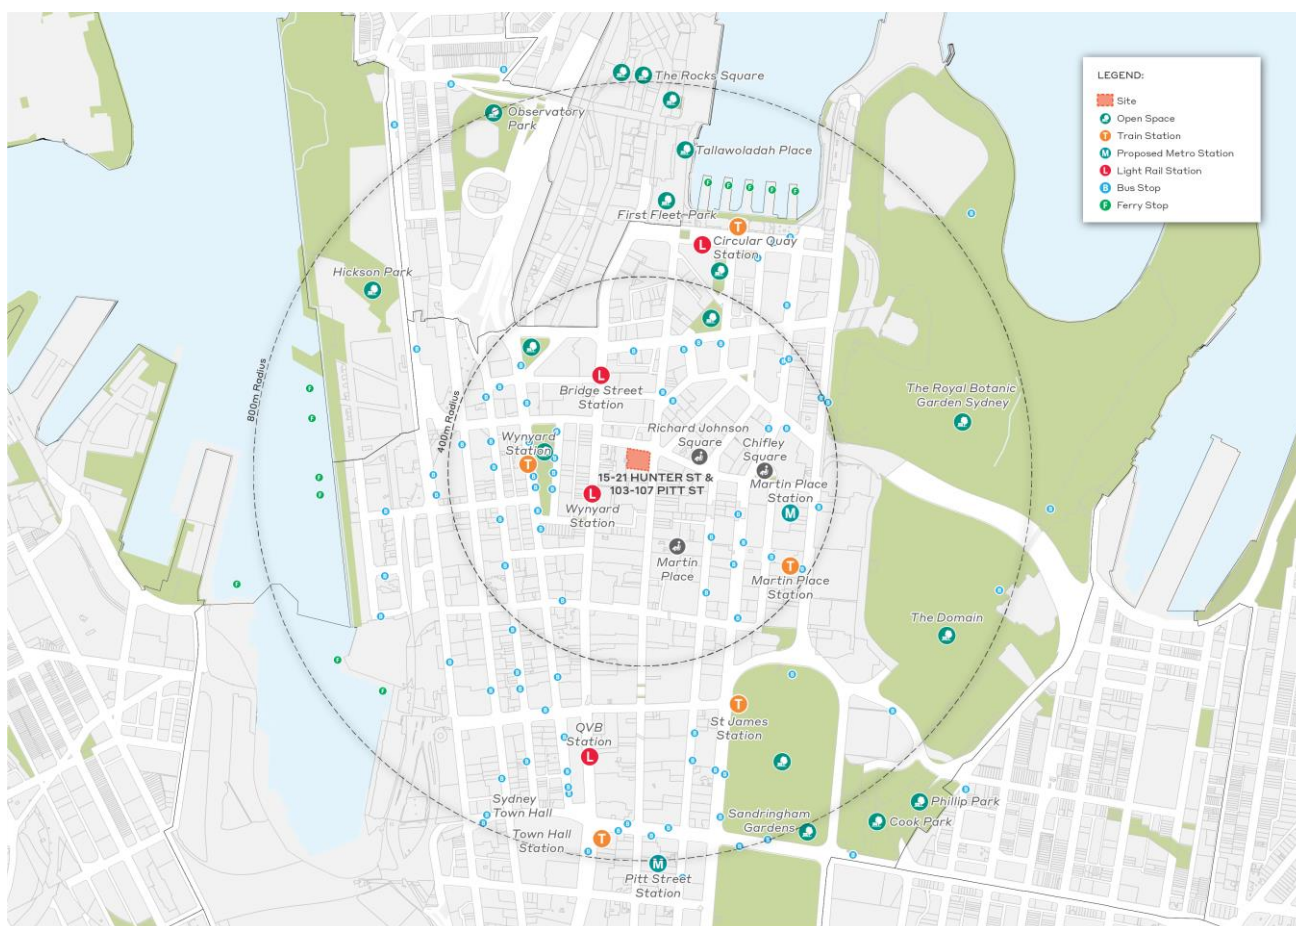 LEGEND:
Site
Open Space
T Train Station
M Proposed Metro Station
L Light Rail Station
B Bus Stop
F Ferry Stop
The Rocks Square
Observatory
Park
Tallawoladah Place
First Fleet Park
T
L Circular Quay
Station
Hickson Park
800m Radius
400m Radius
L
Bridge Street
Station
The Royal Botanic
Garden Sydney
Richard Johnson
Square
Chifley
Square
Wynyard
Station
T
15-21 HUNTER ST &
103-107 PITT ST
L
Wynyard
Station
Martin Place
Station
M
Martin
Place
T
Martin Place
Station
The Domain
T
St James
Station
QVB
Station
L
Sydney
Town Hall
Town Hall
Station
T
Sandringham
Gardens
Phillip Park
Cook Park
M
Pitt Street
Station